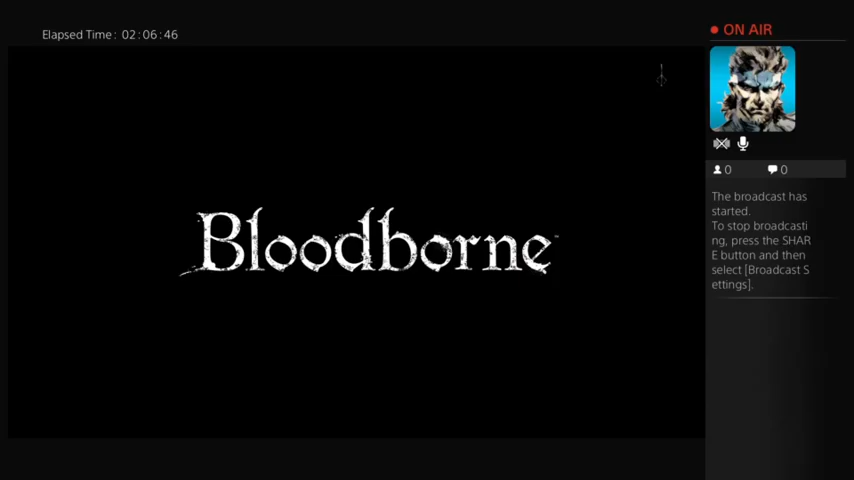 Elapsed Time: 02:06:46
ON AIR
0 0
Bloodborne™
The broadcast has
started.
To stop broadcasti
ng, press the SHAR
E button and then
select [Broadcast S
ettings].